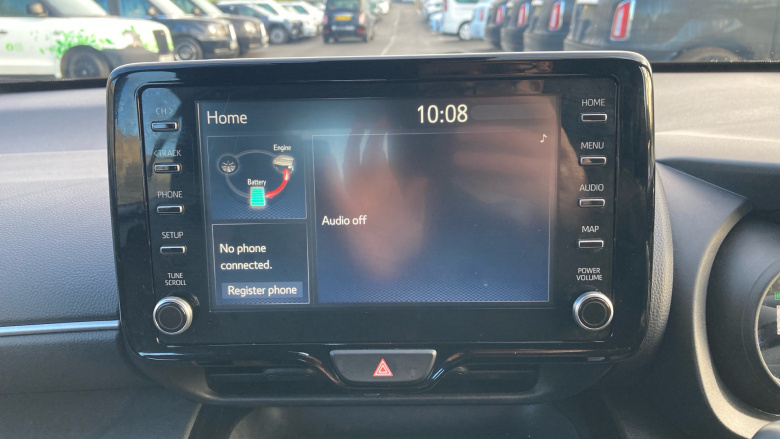 Home
10:08
Engine
Battery
Audio off
No phone
connected.
Register phone
CH >
< TRACK
PHONE
SETUP
TUNE
SCROLL
HOME
MENU
AUDIO
MAP
POWER
VOLUME